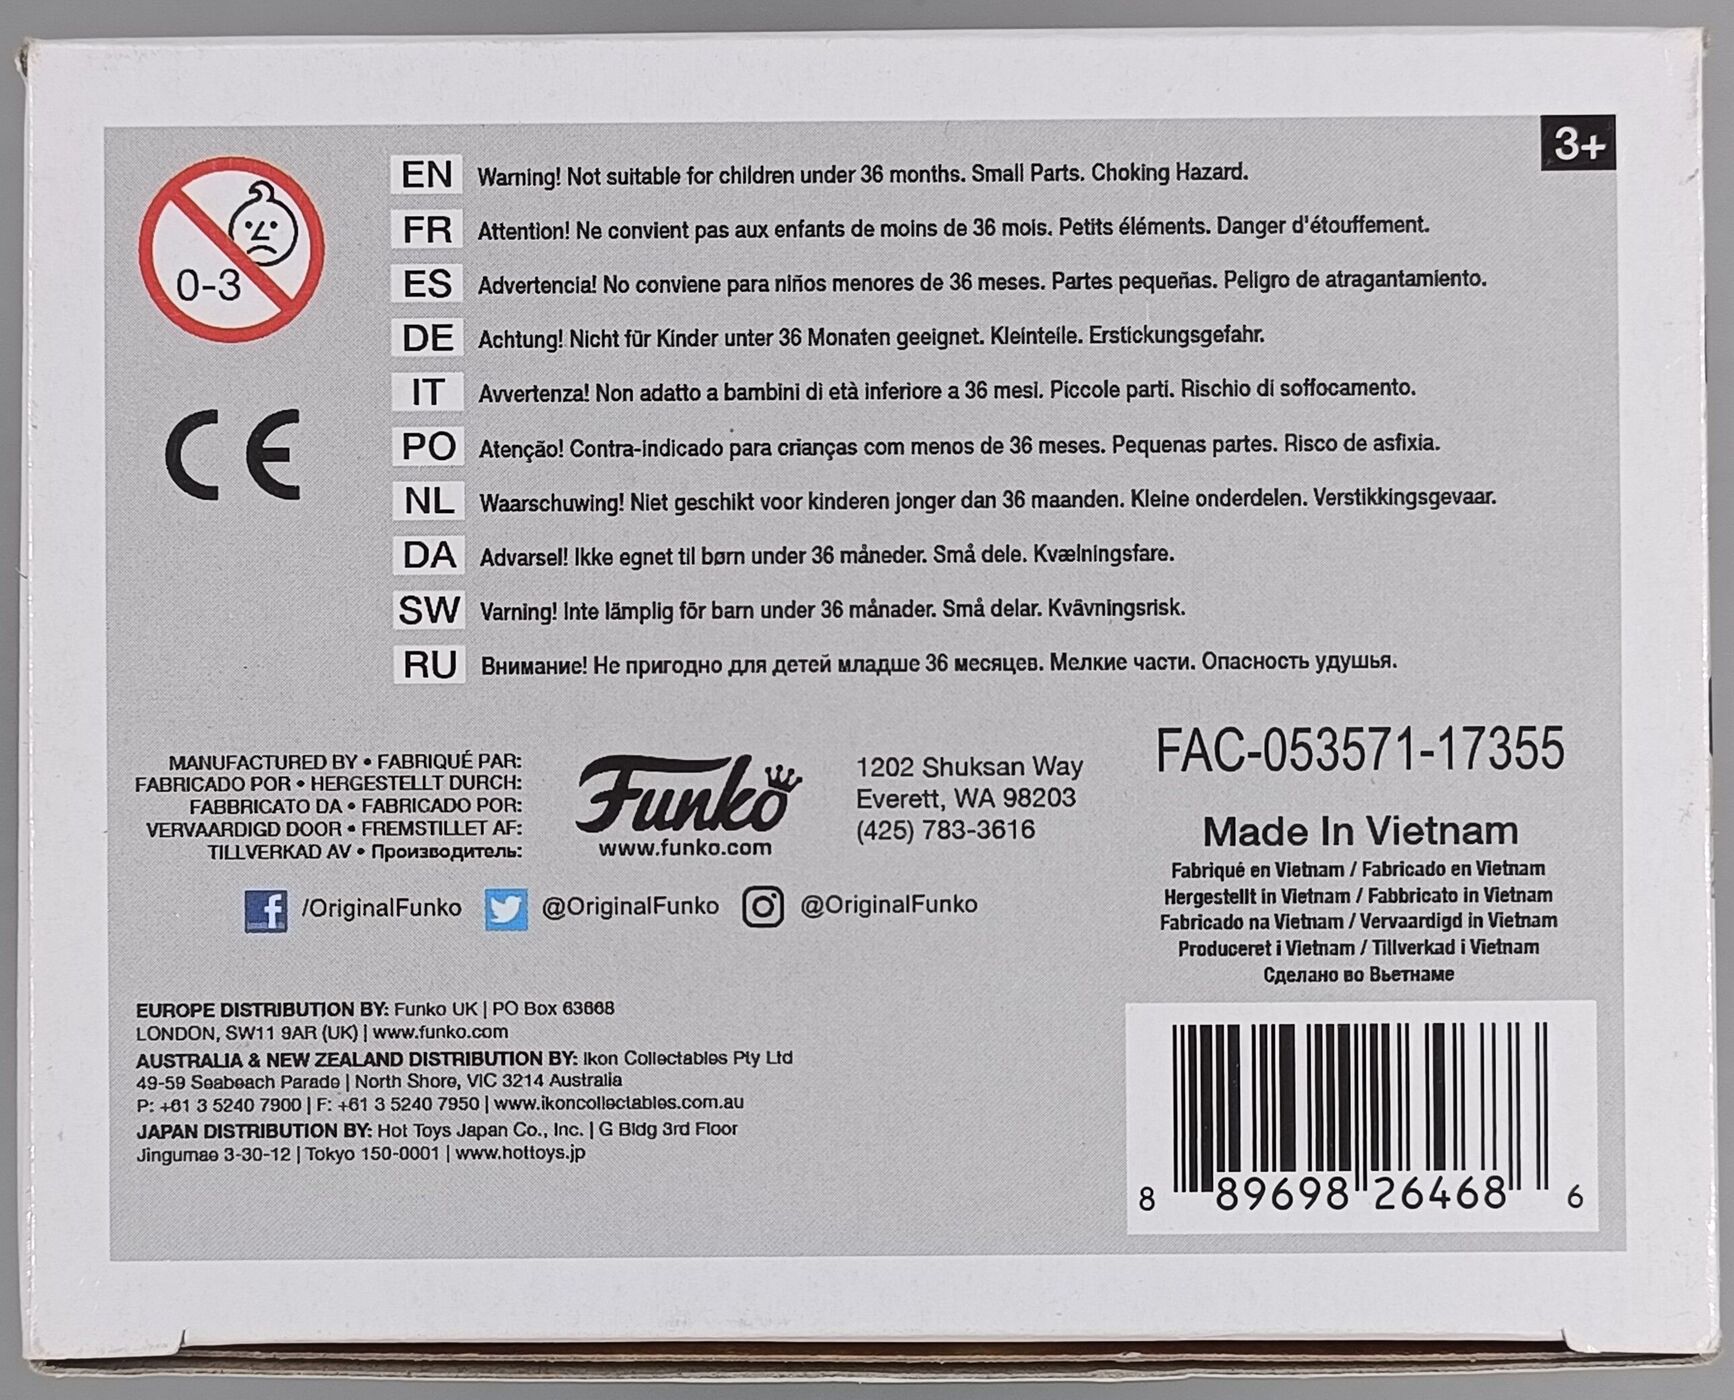 3+
0-3
EN Warning! Not suitable for children under 36 months. Small Parts. Choking Hazard.
FR Attention! Ne convient pas aux enfants de moins de 36 mois. Petits éléments. Danger d'étouffement.
ES Advertencia! No conviene para niños menores de 36 meses. Partes pequeñas. Peligro de atragantamiento.
DE Achtung! Nicht für Kinder unter 36 Monaten geeignet. Kleinteile. Erstickungsgefahr.
IT Avvertenza! Non adatto a bambini di età inferiore a 36 mesi. Piccole parti. Rischio di soffocamento.
PO Atenção! Contra-indicado para crianças com menos de 36 meses. Pequenas partes. Risco de asfixia.
NL Waarschuwing! Niet geschikt voor kinderen jonger dan 36 maanden. Kleine onderdelen. Verstikkingsgevaar.
DA Advarsel! Ikke egnet til børn under 36 måneder. Små dele. Kvælningsfare.
SW Varning! Inte lämplig för barn under 36 månader. Små delar. Kvävningsrisk.
RU Внимание! Не пригодно для детей младше 36 месяцев. Мелкие части. Опасность удушья.
CE
MANUFACTURED BY • FABRIQUÉ PAR:
FABRICADO POR • HERGESTELLT DURCH:
FABBRICATO DA • FABRICADO POR:
VERVAARDIGD DOOR • FREMSTILLET AF:
TILLVERKAD AV • Производитель:
Funko
www.funko.com
1202 Shuksan Way
Everett, WA 98203
(425) 783-3616
/OriginalFunko @OriginalFunko @OriginalFunko
FAC-053571-17355
Made In Vietnam
Fabriqué en Vietnam / Fabricado en Vietnam
Hergestellt in Vietnam / Fabbricato in Vietnam
Fabricado na Vietnam / Vervaardigd in Vietnam
Produceret i Vietnam / Tillverkad i Vietnam
Сделано во Вьетнаме
EUROPE DISTRIBUTION BY: Funko UK | PO Box 63668
LONDON, SW11 9AR (UK) | www.funko.com
AUSTRALIA & NEW ZEALAND DISTRIBUTION BY: Ikon Collectables Pty Ltd
49-59 Seabeach Parade | North Shore, VIC 3214 Australia
P: +61 3 5240 7900 | F: +61 3 5240 7950 | www.ikoncollectables.com.au
JAPAN DISTRIBUTION BY: Hot Toys Japan Co., Inc. | G Bldg 3rd Floor
Jingumae 3-30-12 | Tokyo 150-0001 | www.hottoys.jp
8 89698 26468 6